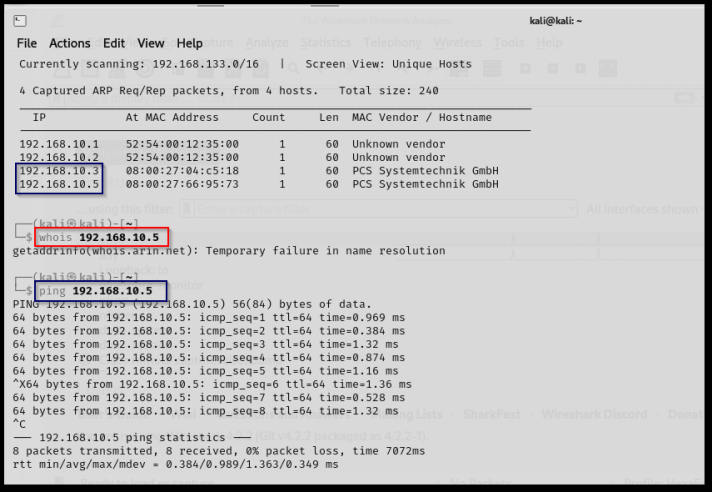 kali@kali: ~
File Actions Edit View Help
Currently scanning: 192.168.133.0/16 | Screen View: Unique Hosts
4 Captured ARP Req/Rep packets, from 4 hosts. Total size: 240
IP At MAC Address Count Len MAC Vendor / Hostname
192.168.10.1 52:54:00:12:35:00 1 60 Unknown vendor
192.168.10.2 52:54:00:12:35:00 1 60 Unknown vendor
192.168.10.3 08:00:27:04:c5:18 1 60 PCS Systemtechnik GmbH
192.168.10.5 08:00:27:66:95:73 1 60 PCS Systemtechnik GmbH
...using this filter: Enter a capture filter All interfaces shown
┌──(kali㉿kali)-[~]
└─$ whois 192.168.10.5
getaddrinfo(whois.arin.net): Temporary failure in name resolution
┌──(kali㉿kali)-[~]
└─$ ping 192.168.10.5
PING 192.168.10.5 (192.168.10.5) 56(84) bytes of data.
64 bytes from 192.168.10.5: icmp_seq=1 ttl=64 time=0.969 ms
64 bytes from 192.168.10.5: icmp_seq=2 ttl=64 time=0.384 ms
64 bytes from 192.168.10.5: icmp_seq=3 ttl=64 time=1.32 ms
64 bytes from 192.168.10.5: icmp_seq=4 ttl=64 time=0.874 ms
64 bytes from 192.168.10.5: icmp_seq=5 ttl=64 time=1.16 ms
^X64 bytes from 192.168.10.5: icmp_seq=6 ttl=64 time=1.36 ms
64 bytes from 192.168.10.5: icmp_seq=7 ttl=64 time=0.528 ms
64 bytes from 192.168.10.5: icmp_seq=8 ttl=64 time=1.32 ms
^C
── 192.168.10.5 ping statistics ──
8 packets transmitted, 8 received, 0% packet loss, time 7072ms
rtt min/avg/max/mdev = 0.384/0.989/1.363/0.349 ms